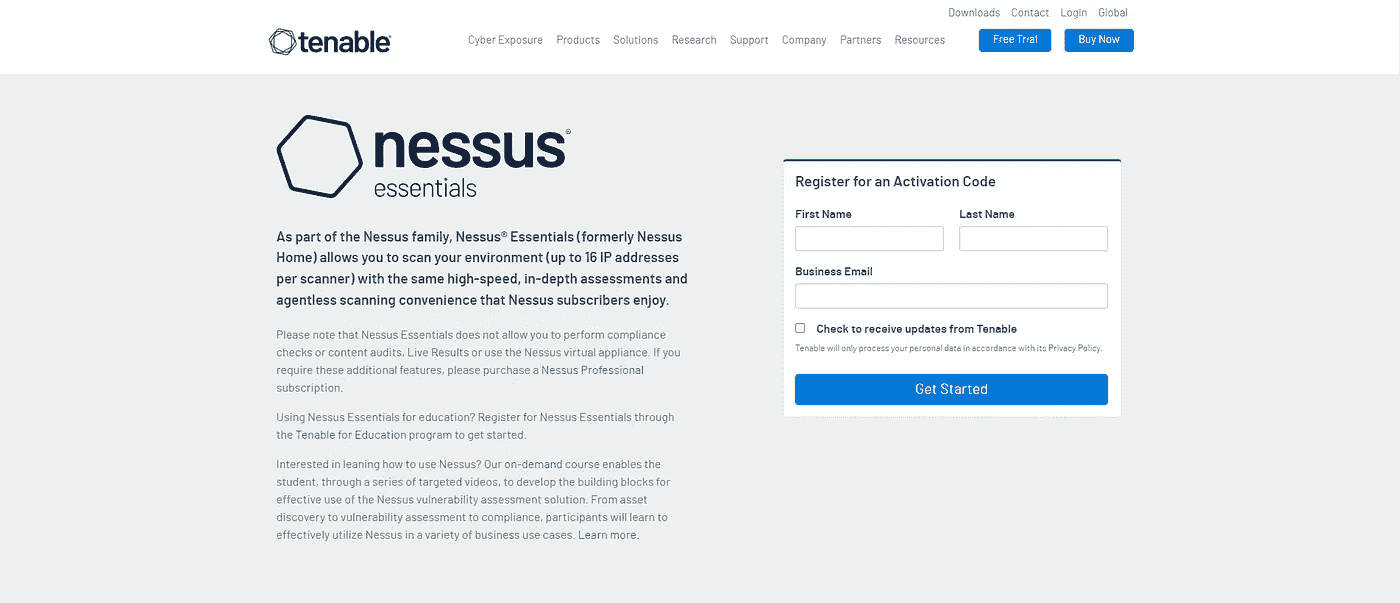 Downloads Contact Login Global
tenable®
Cyber Exposure Products Solutions Research Support Company Partners Resources Free Trial Buy Now
nessus®
essentials
As part of the Nessus family, Nessus® Essentials (formerly Nessus
Home) allows you to scan your environment (up to 16 IP addresses
per scanner) with the same high-speed, in-depth assessments and
agentless scanning convenience that Nessus subscribers enjoy.
Please note that Nessus Essentials does not allow you to perform compliance
checks or content audits, Live Results or use the Nessus virtual appliance. If you
require these additional features, please purchase a Nessus Professional
subscription.
Using Nessus Essentials for education? Register for Nessus Essentials through
the Tenable for Education program to get started.
Interested in leaning how to use Nessus? Our on-demand course enables the
student, through a series of targeted videos, to develop the building blocks for
effective use of the Nessus vulnerability assessment solution. From asset
discovery to vulnerability assessment to compliance, participants will learn to
effectively utilize Nessus in a variety of business use cases. Learn more.
Register for an Activation Code
First Name Last Name
Business Email
Check to receive updates from Tenable
Tenable will only process your personal data in accordance with its Privacy Policy.
Get Started